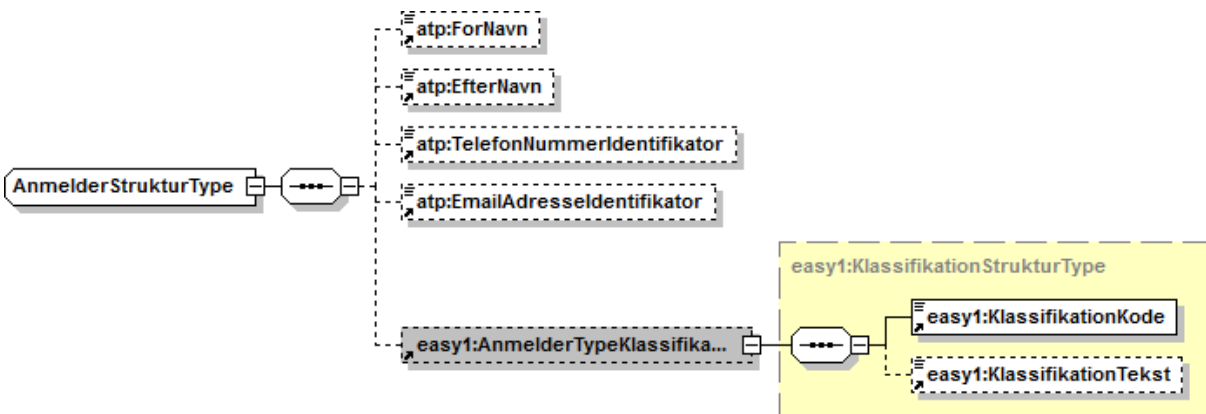 atp:ForNavn
atp:EfterNavn
atp:TelefonNummerIdentifikator
AnmelderStrukturType
atp:EmailAdresseIdentifikator
easy1:KlassifikationStrukturType
easy1:KlassifikationKode
easy1:AnmelderTypeKlassifika...
easy1:KlassifikationTekst